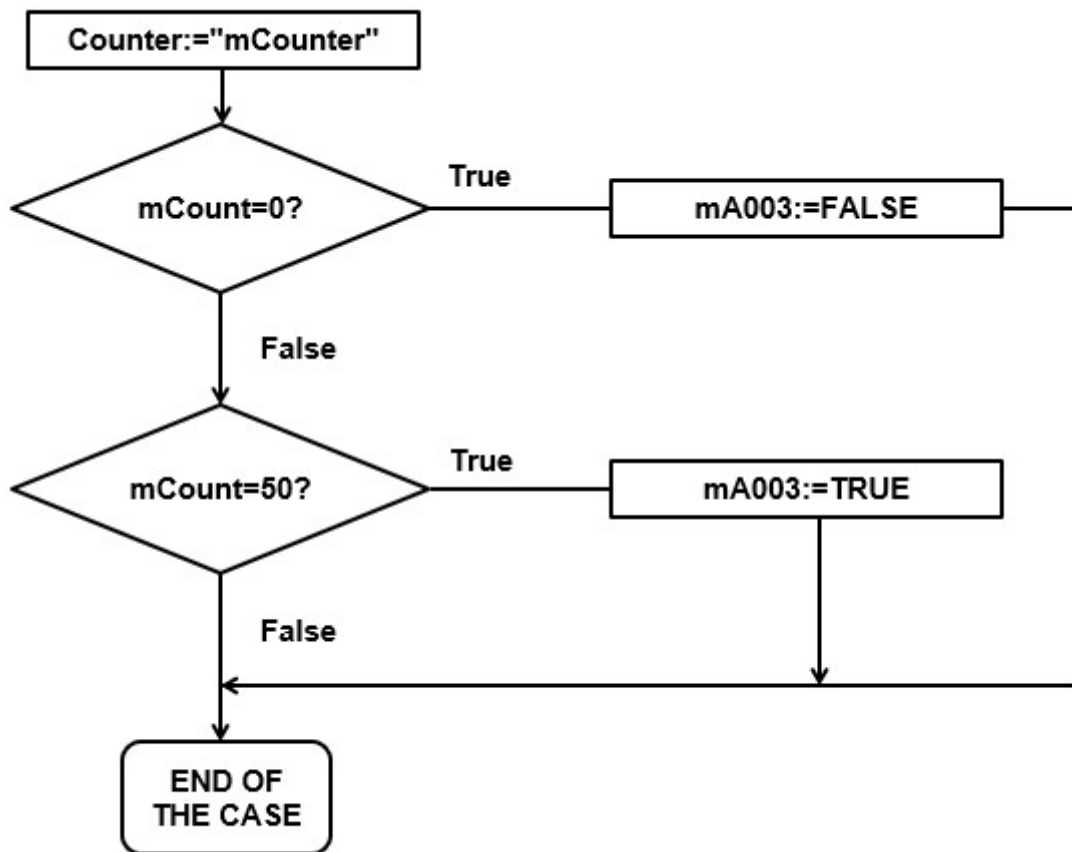 Counter:="mCounter"
mCount=0?
True
mA003:=FALSE
False
mCount=50?
True
mA003:=TRUE
False
END OF
THE CASE